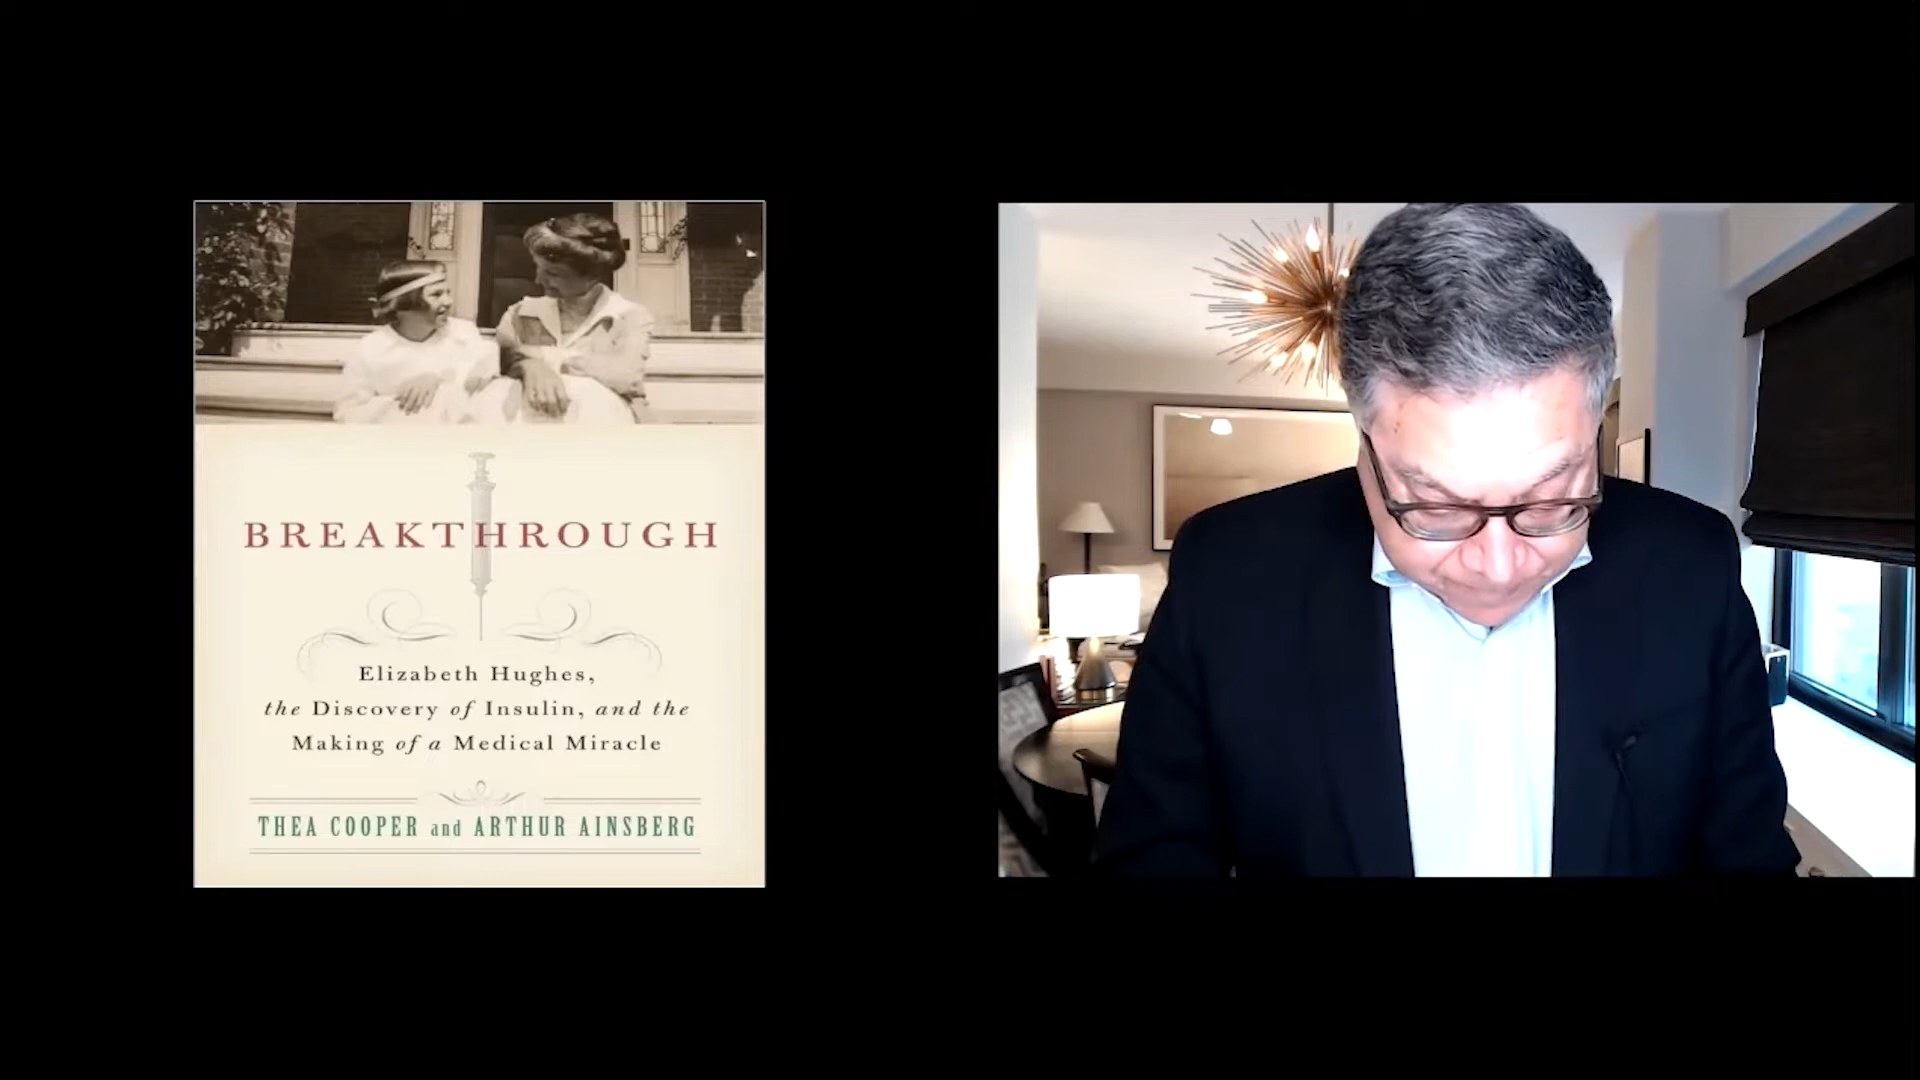 BREAKTHROUGH
Elizabeth Hughes,
the Discovery of Insulin, and the
Making of a Medical Miracle
THEA COOPER and ARTHUR AINSBERG